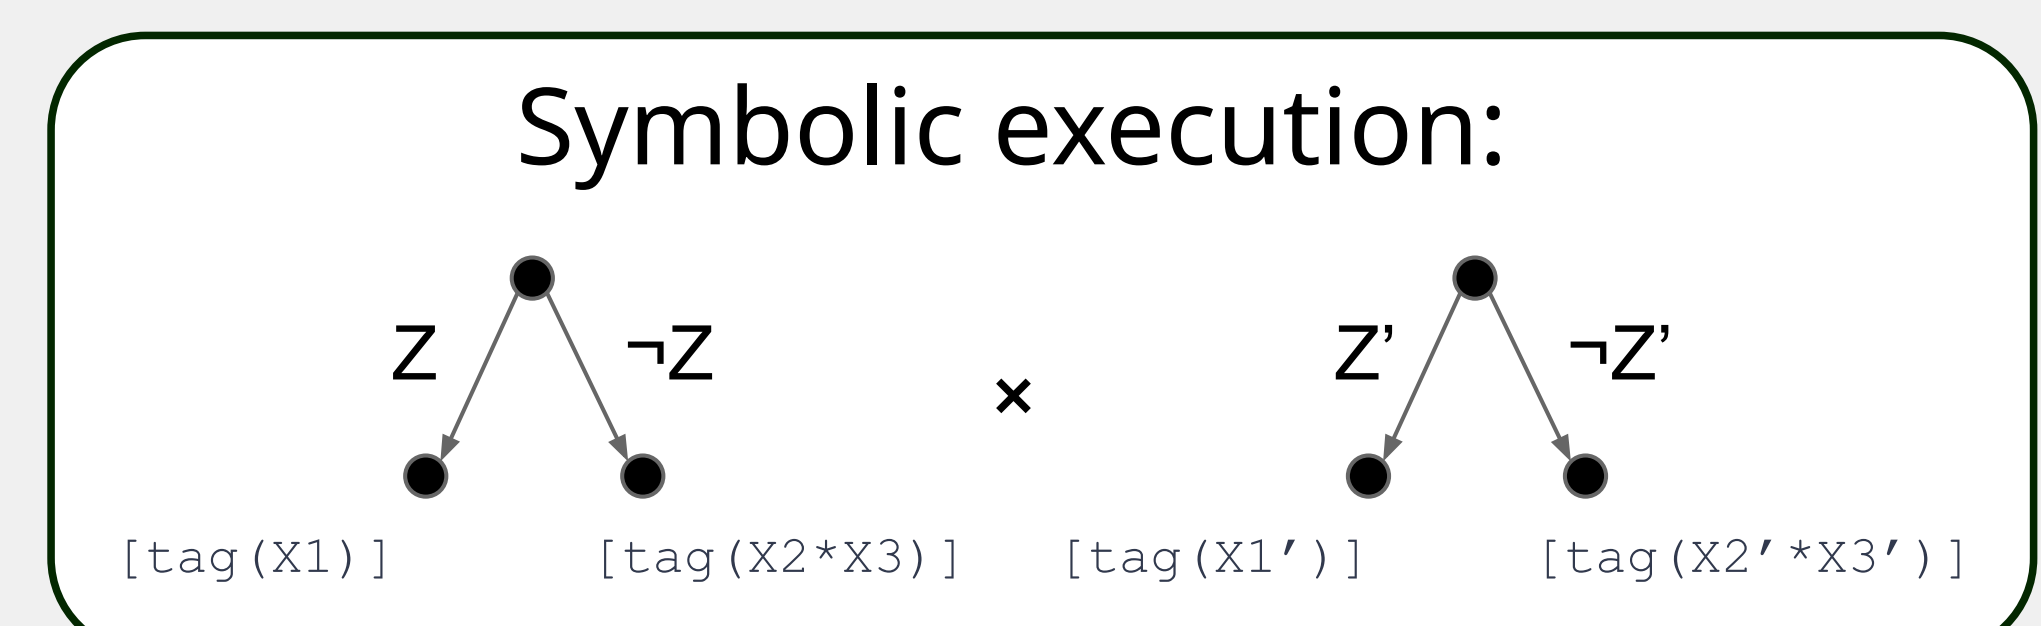 Symbolic execution:
Z ¬Z Z’ ¬Z’
×
[tag(X1)] [tag(X2*X3)] [tag(X1’)] [tag(X2’*X3’)]